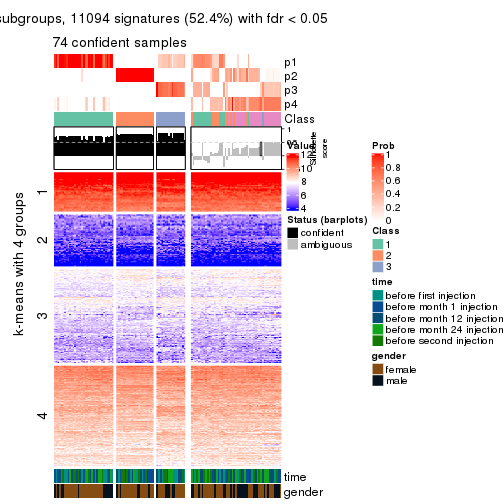 subgroups, 11094 signatures (52.4%) with fdr < 0.05
74 confident samples
p1
p2
p3
p4
Class
1
Silhouette
score
Value
12
10
8
6
4
Status (barplots)
confident
ambiguous
Prob
1
0.8
0.6
0.4
0.2
0
Class
1
2
3
time
before first injection
before month 1 injection
before month 12 injection
before month 24 injection
before second injection
gender
female
male
k-means with 4 groups
1
2
3
4
time
gender